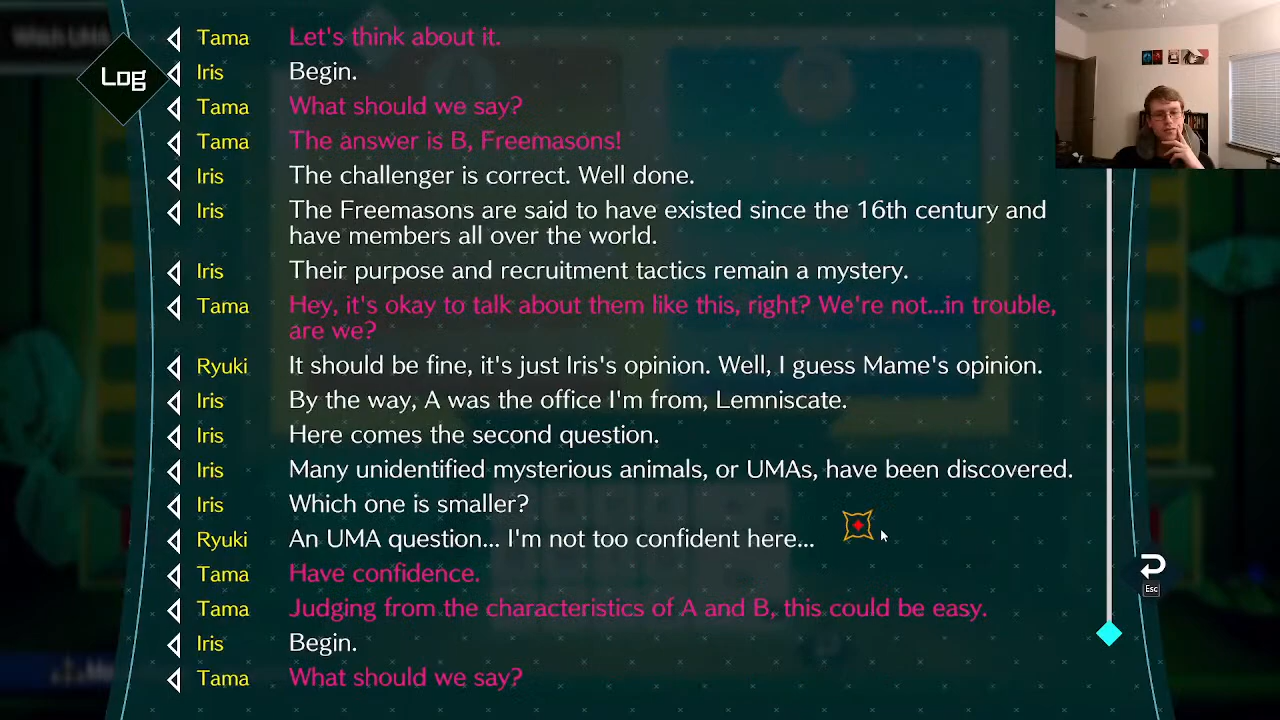 Log
Tama Let's think about it.
Iris Begin.
Tama What should we say?
Tama The answer is B, Freemasons!
Iris The challenger is correct. Well done.
Iris The Freemasons are said to have existed since the 16th century and
have members all over the world.
Iris Their purpose and recruitment tactics remain a mystery.
Tama Hey, it's okay to talk about them like this, right? We're not...in trouble,
are we?
Ryuki It should be fine, it's just Iris's opinion. Well, I guess Mame's opinion.
Iris By the way, A was the office I'm from, Lemniscate.
Iris Here comes the second question.
Iris Many unidentified mysterious animals, or UMAs, have been discovered.
Iris Which one is smaller?
Ryuki An UMA question... I'm not too confident here...
Tama Have confidence.
Tama Judging from the characteristics of A and B, this could be easy.
Iris Begin.
Tama What should we say?
Esc